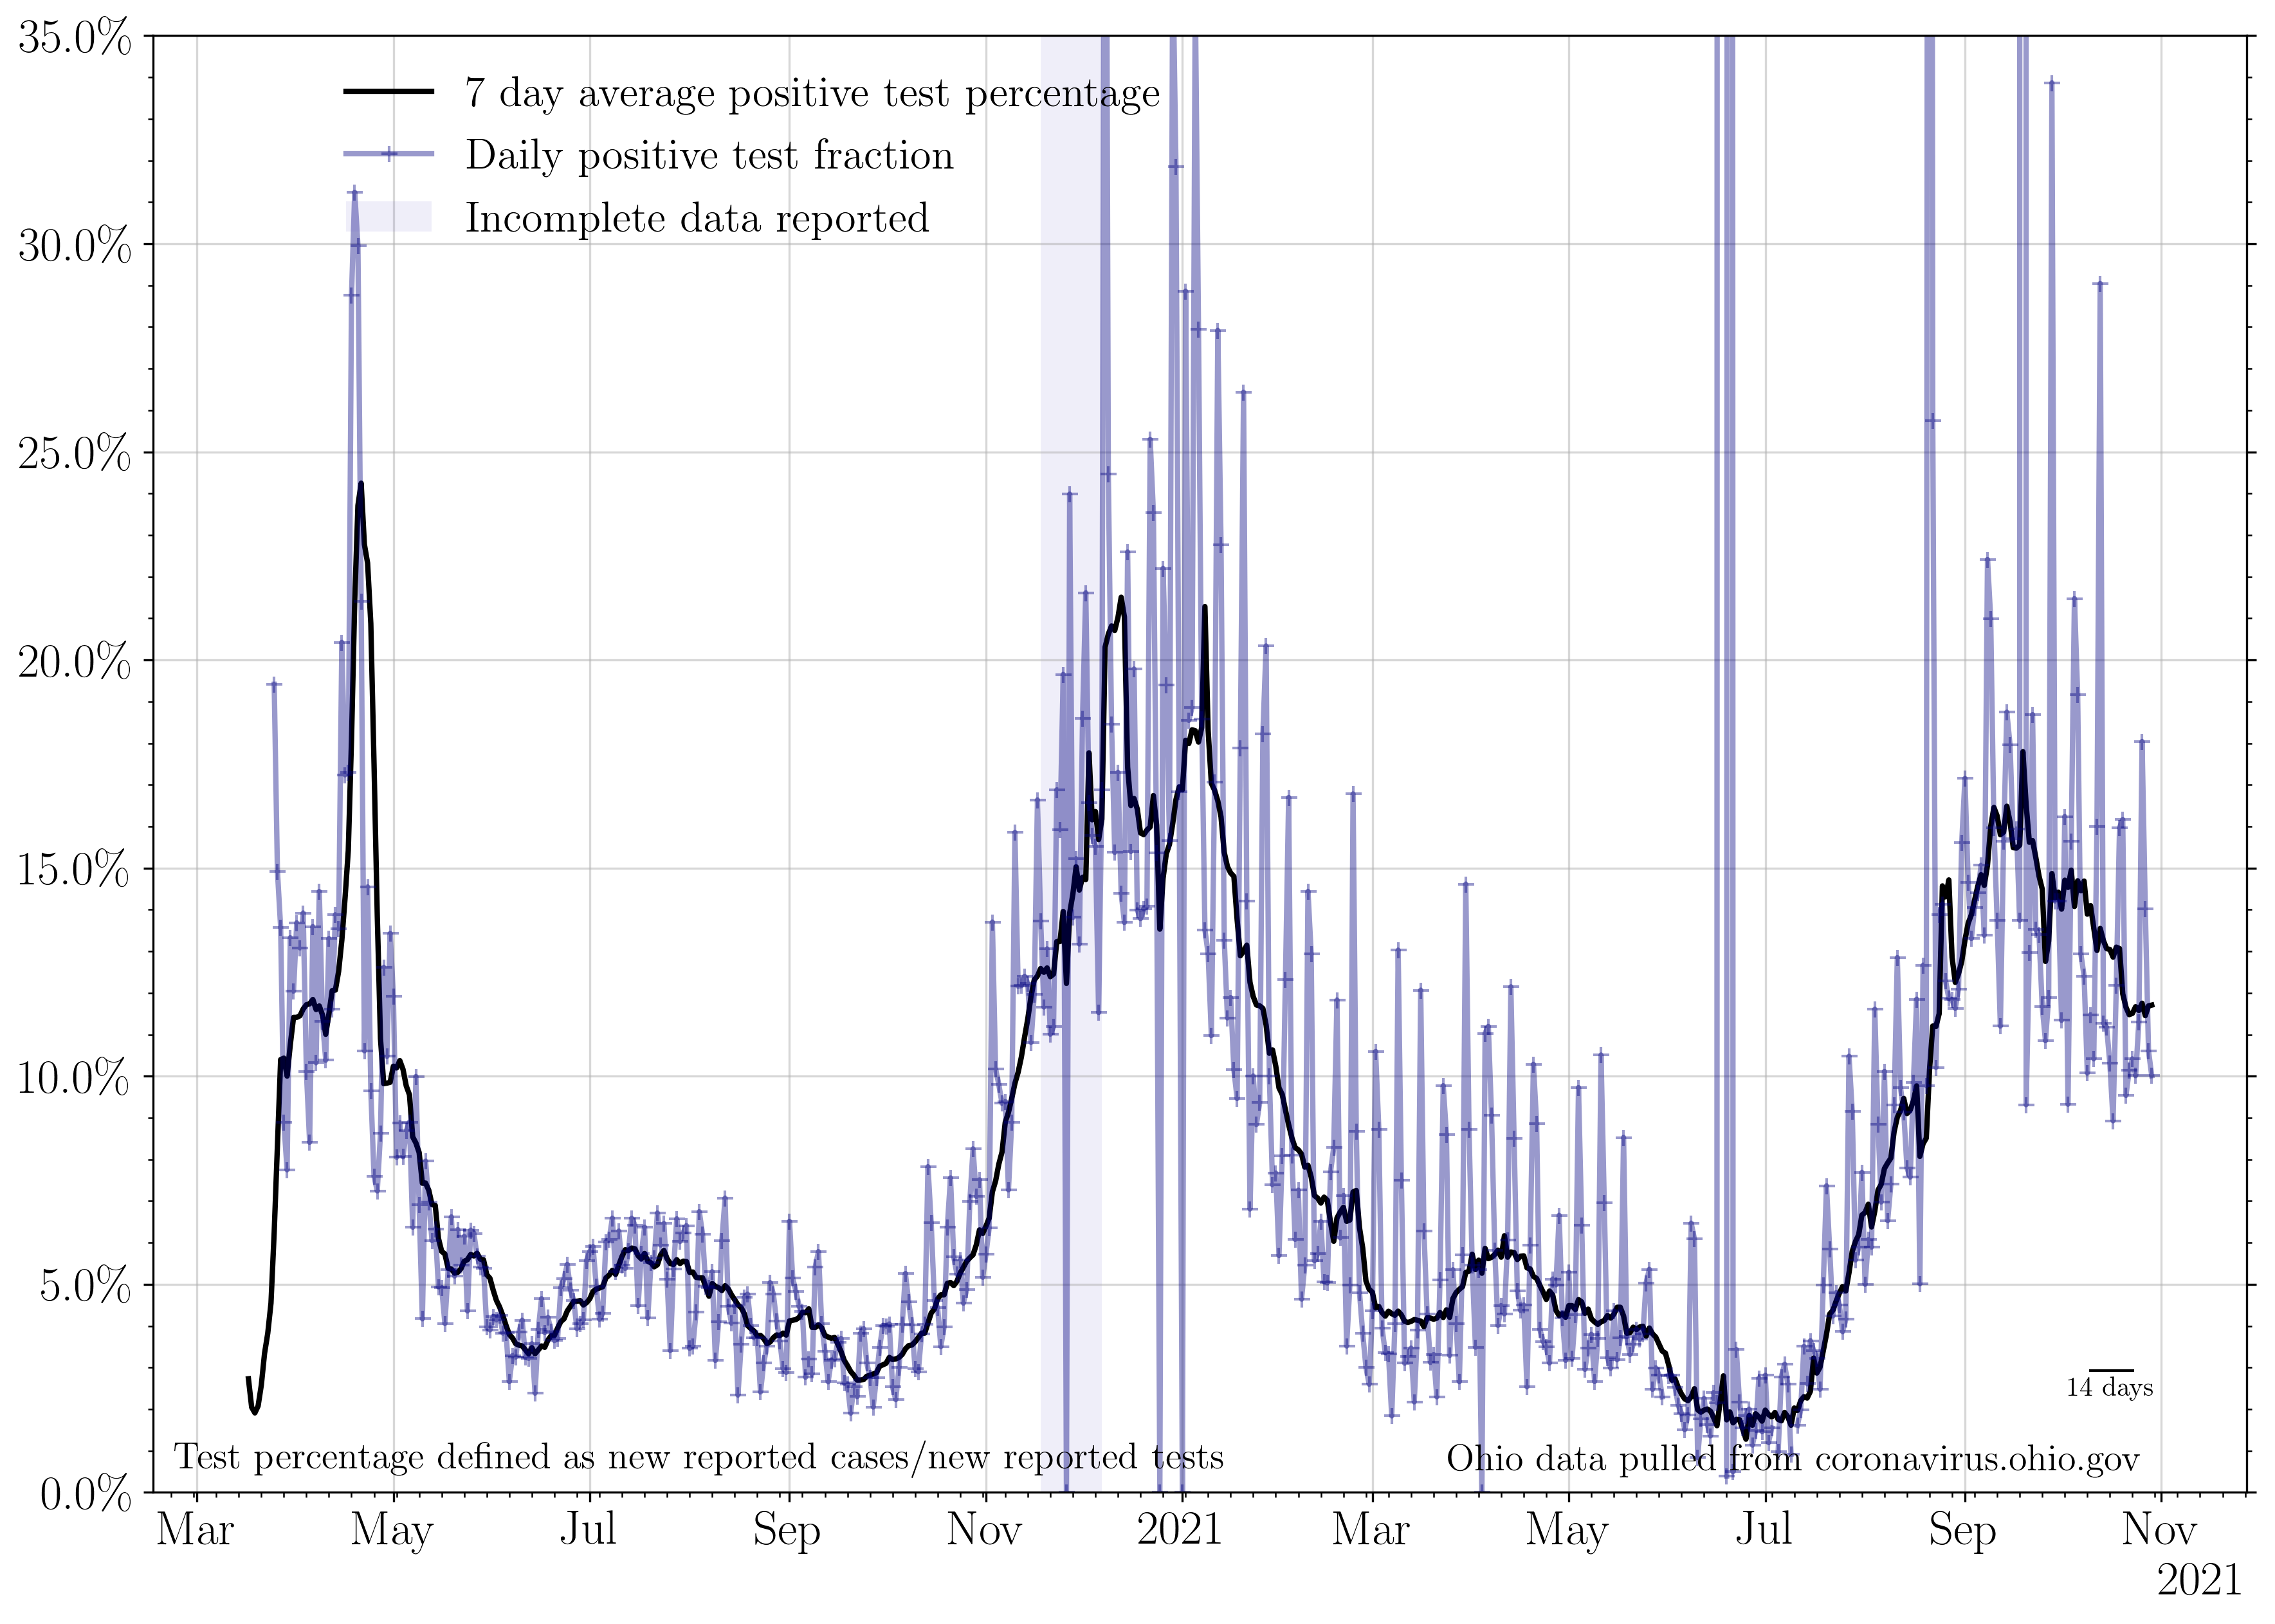 35.0%
30.0%
25.0%
20.0%
15.0%
10.0%
5.0%
0.0%
7 day average positive test percentage
Daily positive test fraction
Incomplete data reported
14 days
Test percentage defined as new reported cases/new reported tests
Ohio data pulled from coronavirus.ohio.gov
Mar May Jul Sep Nov 2021 Mar May Jul Sep Nov
2021